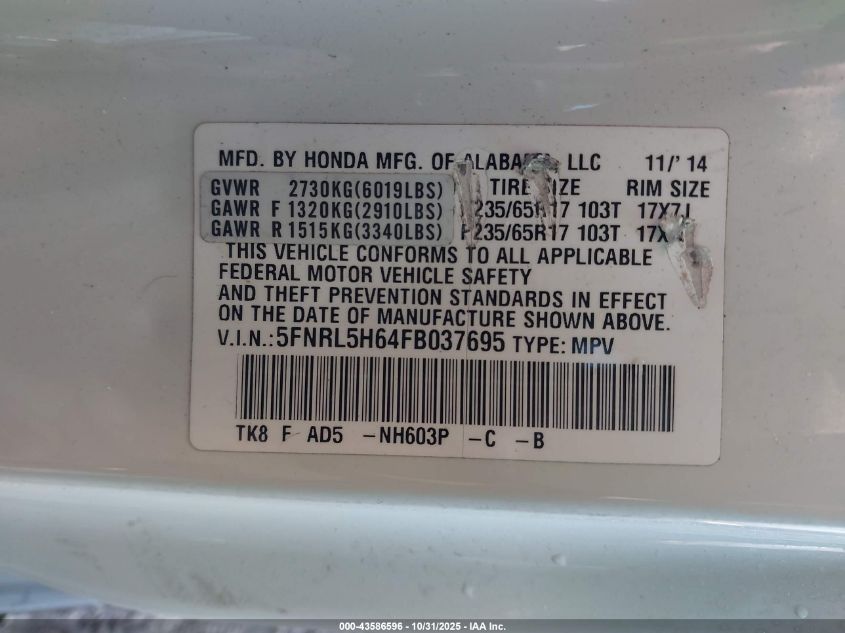 MFD. BY HONDA MFG. OF ALABAMA, LLC 11/'14
GVWR 2730KG(6019LBS) TIRE SIZE RIM SIZE
GAWR F 1320KG(2910LBS) P235/65R17 103T 17X7J
GAWR R 1515KG(3340LBS) P235/65R17 103T 17X7J
THIS VEHICLE CONFORMS TO ALL APPLICABLE
FEDERAL MOTOR VEHICLE SAFETY
AND THEFT PREVENTION STANDARDS IN EFFECT
ON THE DATE OF MANUFACTURE SHOWN ABOVE.
V.I.N.:5FNRL5H64FB037695 TYPE: MPV
TK8 F AD5 -NH603P -C -B
000-43586596 - 10/31/2025 - IAA Inc.